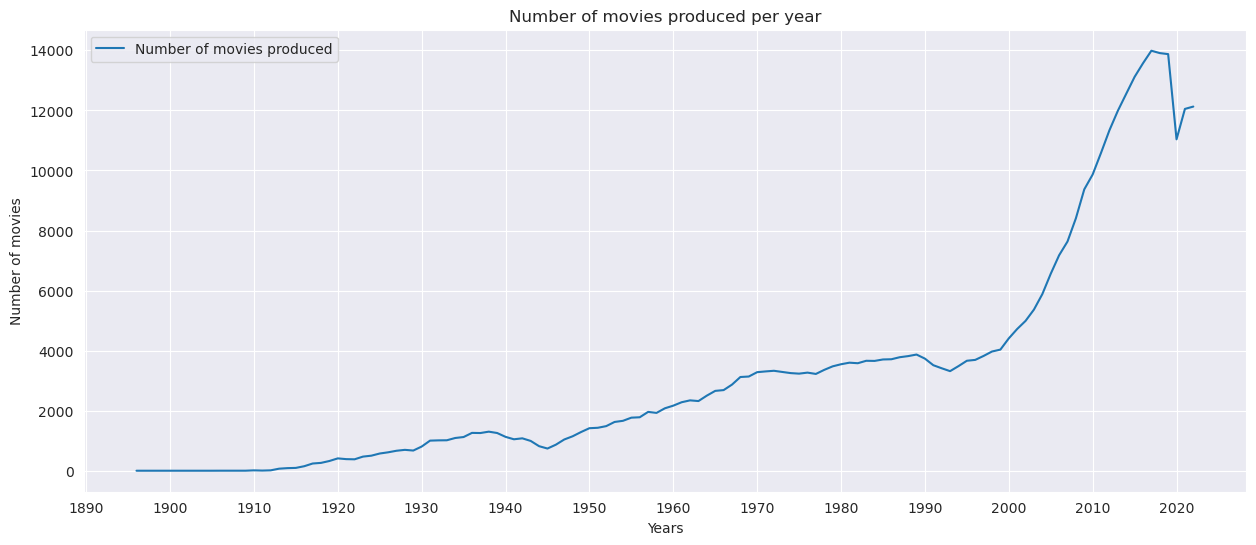 Number of movies produced per year
Number of movies produced
14000
12000
10000
8000
6000
4000
2000
0
Number of movies
1890 1900 1910 1920 1930 1940 1950 1960 1970 1980 1990 2000 2010 2020
Years